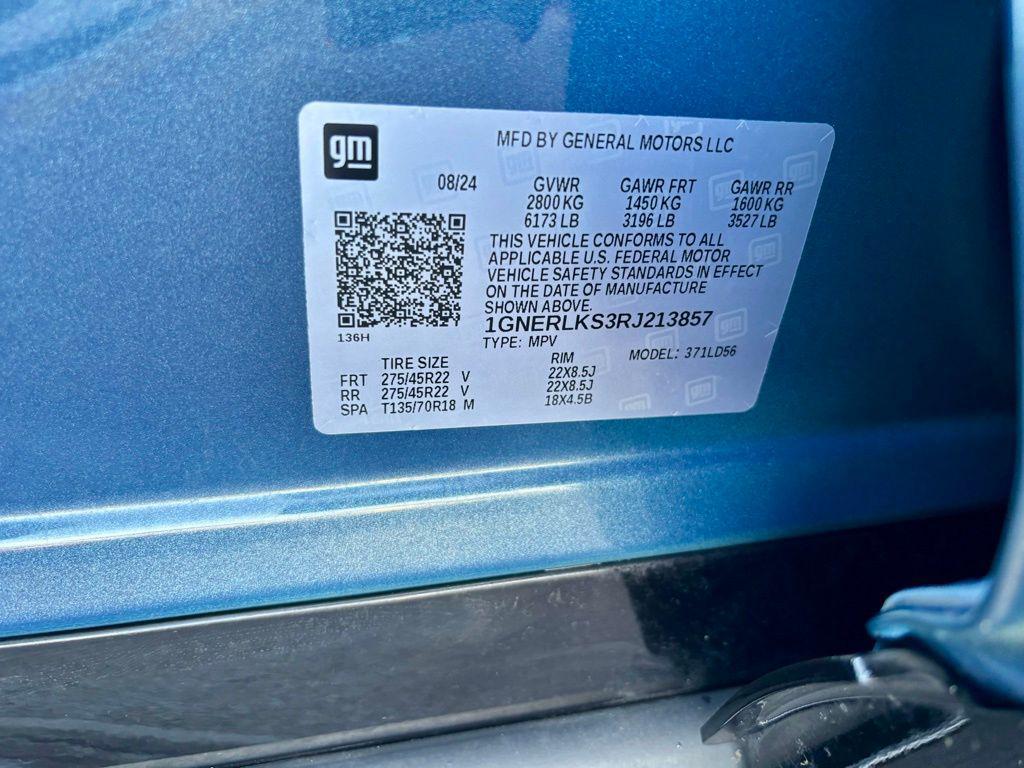 gm
MFD BY GENERAL MOTORS LLC
08/24 GVWR GAWR FRT GAWR RR
2800 KG 1450 KG 1600 KG
6173 LB 3196 LB 3527 LB
THIS VEHICLE CONFORMS TO ALL
APPLICABLE U.S. FEDERAL MOTOR
VEHICLE SAFETY STANDARDS IN EFFECT
ON THE DATE OF MANUFACTURE
SHOWN ABOVE.
1GNERLKS3RJ213857
136H
TYPE: MPV
MODEL: 371LD56
TIRE SIZE RIM
FRT 275/45R22 V 22X8.5J
RR 275/45R22 V 22X8.5J
SPA T135/70R18 M 18X4.5B